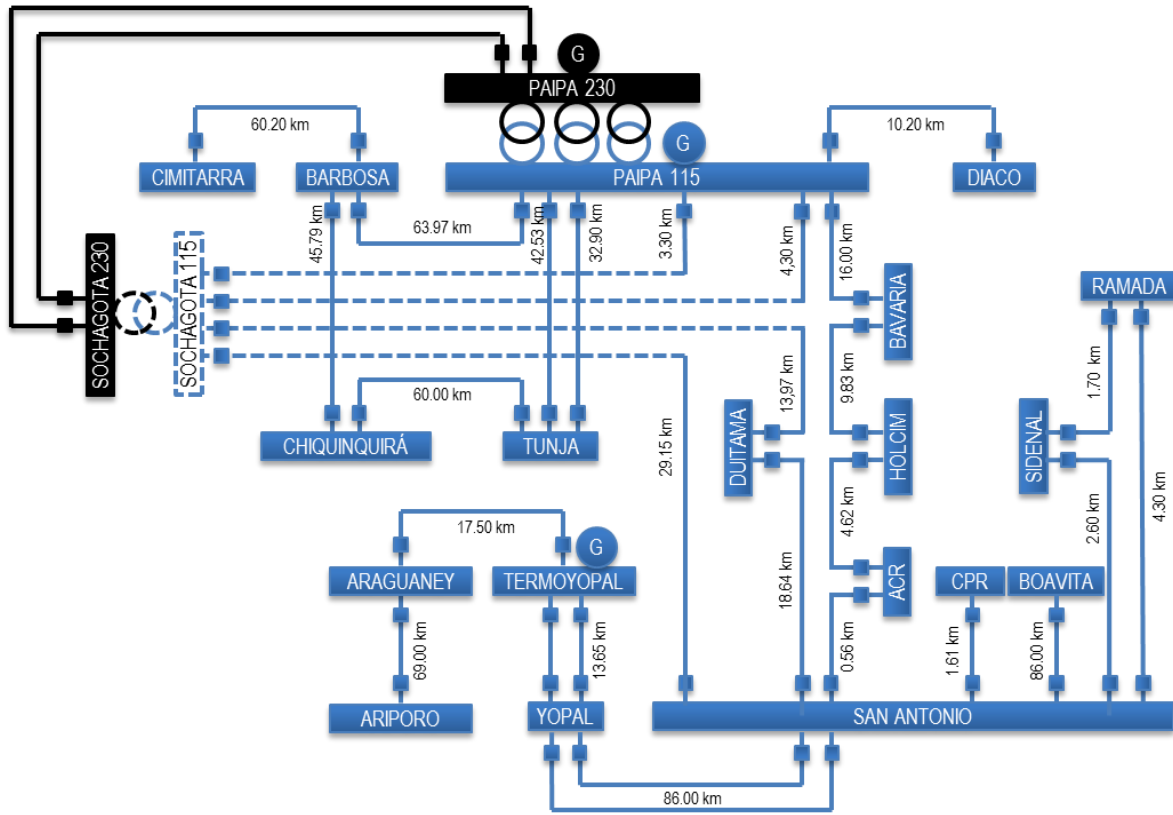 G
PAIPA 230
60.20 km
10.20 km
G
CIMITARRA
BARBOSA
PAIPA 115
DIACO
45.79 km
63.97 km
42.53 km
32.90 km
3.30 km
4,30 km
16.00 km
SOCHAGOTA 230
SOCHAGOTA 115
BAVARIA
RAMADA
60.00 km
13,97 km
9.83 km
1.70 km
CHIQUINQUIRÁ
TUNJA
29.15 km
DUITAMA
HOLCIM
SIDENAL
4.30 km
17.50 km
4.62 km
2.60 km
G
ARAGUANEY
TERMOYOPAL
18.64 km
ACR
CPR
BOAVITA
69.00 km
13.65 km
0.56 km
1.61 km
86.00 km
ARIPORO
YOPAL
SAN ANTONIO
86.00 km